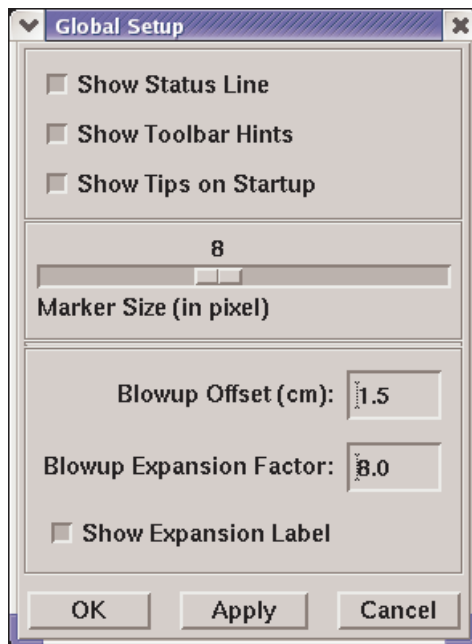 Global Setup
Show Status Line
Show Toolbar Hints
Show Tips on Startup
8
Marker Size (in pixel)
Blowup Offset (cm): 1.5
Blowup Expansion Factor: 8.0
Show Expansion Label
OK Apply Cancel